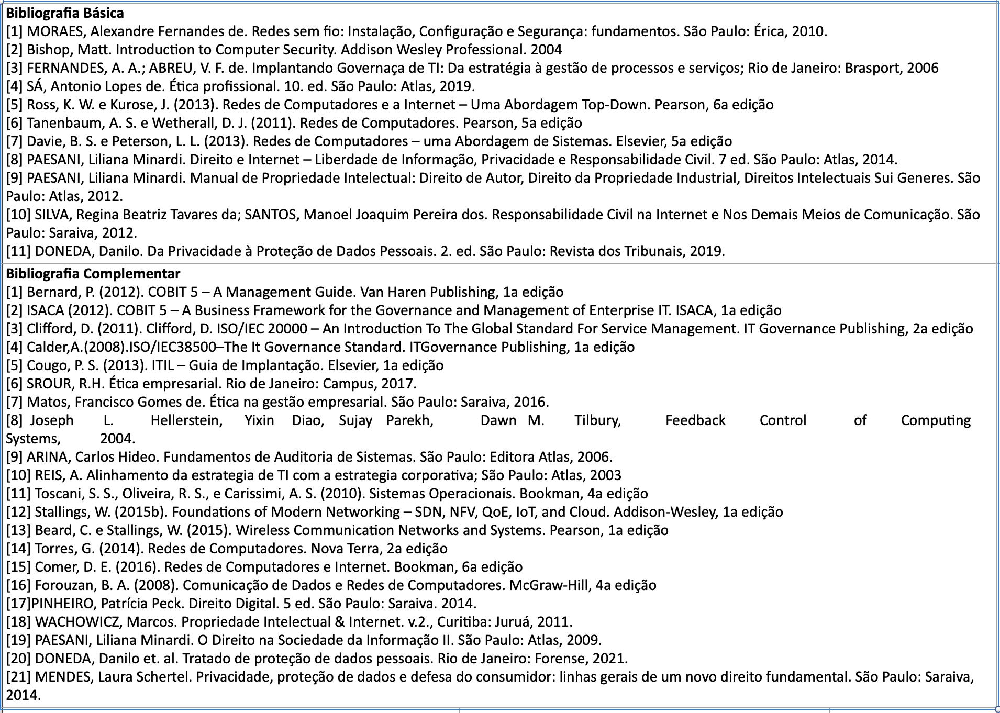 Bibliografia Básica
[1] MORAES, Alexandre Fernandes de. Redes sem fio: Instalação, Configuração e Segurança: fundamentos. São Paulo: Érica, 2010.
[2] Bishop, Matt. Introduction to Computer Security. Addison Wesley Professional. 2004
[3] FERNANDES, A. A.; ABREU, V. F. de. Implantando Governaça de TI: Da estratégia à gestão de processos e serviços; Rio de Janeiro: Brasport, 2006
[4] SÁ, Antonio Lopes de. Ética profissional. 10. ed. São Paulo: Atlas, 2019.
[5] Ross, K. W. e Kurose, J. (2013). Redes de Computadores e a Internet – Uma Abordagem Top-Down. Pearson, 6a edição
[6] Tanenbaum, A. S. e Wetherall, D. J. (2011). Redes de Computadores. Pearson, 5a edição
[7] Davie, B. S. e Peterson, L. L. (2013). Redes de Computadores – uma Abordagem de Sistemas. Elsevier, 5a edição
[8] PAESANI, Liliana Minardi. Direito e Internet – Liberdade de Informação, Privacidade e Responsabilidade Civil. 7 ed. São Paulo: Atlas, 2014.
[9] PAESANI, Liliana Minardi. Manual de Propriedade Intelectual: Direito de Autor, Direito da Propriedade Industrial, Direitos Intelectuais Sui Generes. São
Paulo: Atlas, 2012.
[10] SILVA, Regina Beatriz Tavares da; SANTOS, Manoel Joaquim Pereira dos. Responsabilidade Civil na Internet e Nos Demais Meios de Comunicação. São
Paulo: Saraiva, 2012.
[11] DONEDA, Danilo. Da Privacidade à Proteção de Dados Pessoais. 2. ed. São Paulo: Revista dos Tribunais, 2019.
Bibliografia Complementar
[1] Bernard, P. (2012). COBIT 5 – A Management Guide. Van Haren Publishing, 1a edição
[2] ISACA (2012). COBIT 5 – A Business Framework for the Governance and Management of Enterprise IT. ISACA, 1a edição
[3] Clifford, D. (2011). Clifford, D. ISO/IEC 20000 – An Introduction To The Global Standard For Service Management. IT Governance Publishing, 2a edição
[4] Calder,A.(2008).ISO/IEC38500–The It Governance Standard. ITGovernance Publishing, 1a edição
[5] Cougo, P. S. (2013). ITIL – Guia de Implantação. Elsevier, 1a edição
[6] SROUR, R.H. Ética empresarial. Rio de Janeiro: Campus, 2017.
[7] Matos, Francisco Gomes de. Ética na gestão empresarial. São Paulo: Saraiva, 2016.
[8] Joseph L. Hellerstein, Yixin Diao, Sujay Parekh, Dawn M. Tilbury, Feedback Control of Computing
Systems, 2004.
[9] ARINA, Carlos Hideo. Fundamentos de Auditoria de Sistemas. São Paulo: Editora Atlas, 2006.
[10] REIS, A. Alinhamento da estrategia de TI com a estrategia corporativa; São Paulo: Atlas, 2003
[11] Toscani, S. S., Oliveira, R. S., e Carissimi, A. S. (2010). Sistemas Operacionais. Bookman, 4a edição
[12] Stallings, W. (2015b). Foundations of Modern Networking – SDN, NFV, QoE, IoT, and Cloud. Addison-Wesley, 1a edição
[13] Beard, C. e Stallings, W. (2015). Wireless Communication Networks and Systems. Pearson, 1a edição
[14] Torres, G. (2014). Redes de Computadores. Nova Terra, 2a edição
[15] Comer, D. E. (2016). Redes de Computadores e Internet. Bookman, 6a edição
[16] Forouzan, B. A. (2008). Comunicação de Dados e Redes de Computadores. McGraw-Hill, 4a edição
[17]PINHEIRO, Patrícia Peck. Direito Digital. 5 ed. São Paulo: Saraiva. 2014.
[18] WACHOWICZ, Marcos. Propriedade Intelectual & Internet. v.2., Curitiba: Juruá, 2011.
[19] PAESANI, Liliana Minardi. O Direito na Sociedade da Informação II. São Paulo: Atlas, 2009.
[20] DONEDA, Danilo et. al. Tratado de proteção de dados pessoais. Rio de Janeiro: Forense, 2021.
[21] MENDES, Laura Schertel. Privacidade, proteção de dados e defesa do consumidor: linhas gerais de um novo direito fundamental. São Paulo: Saraiva,
2014.